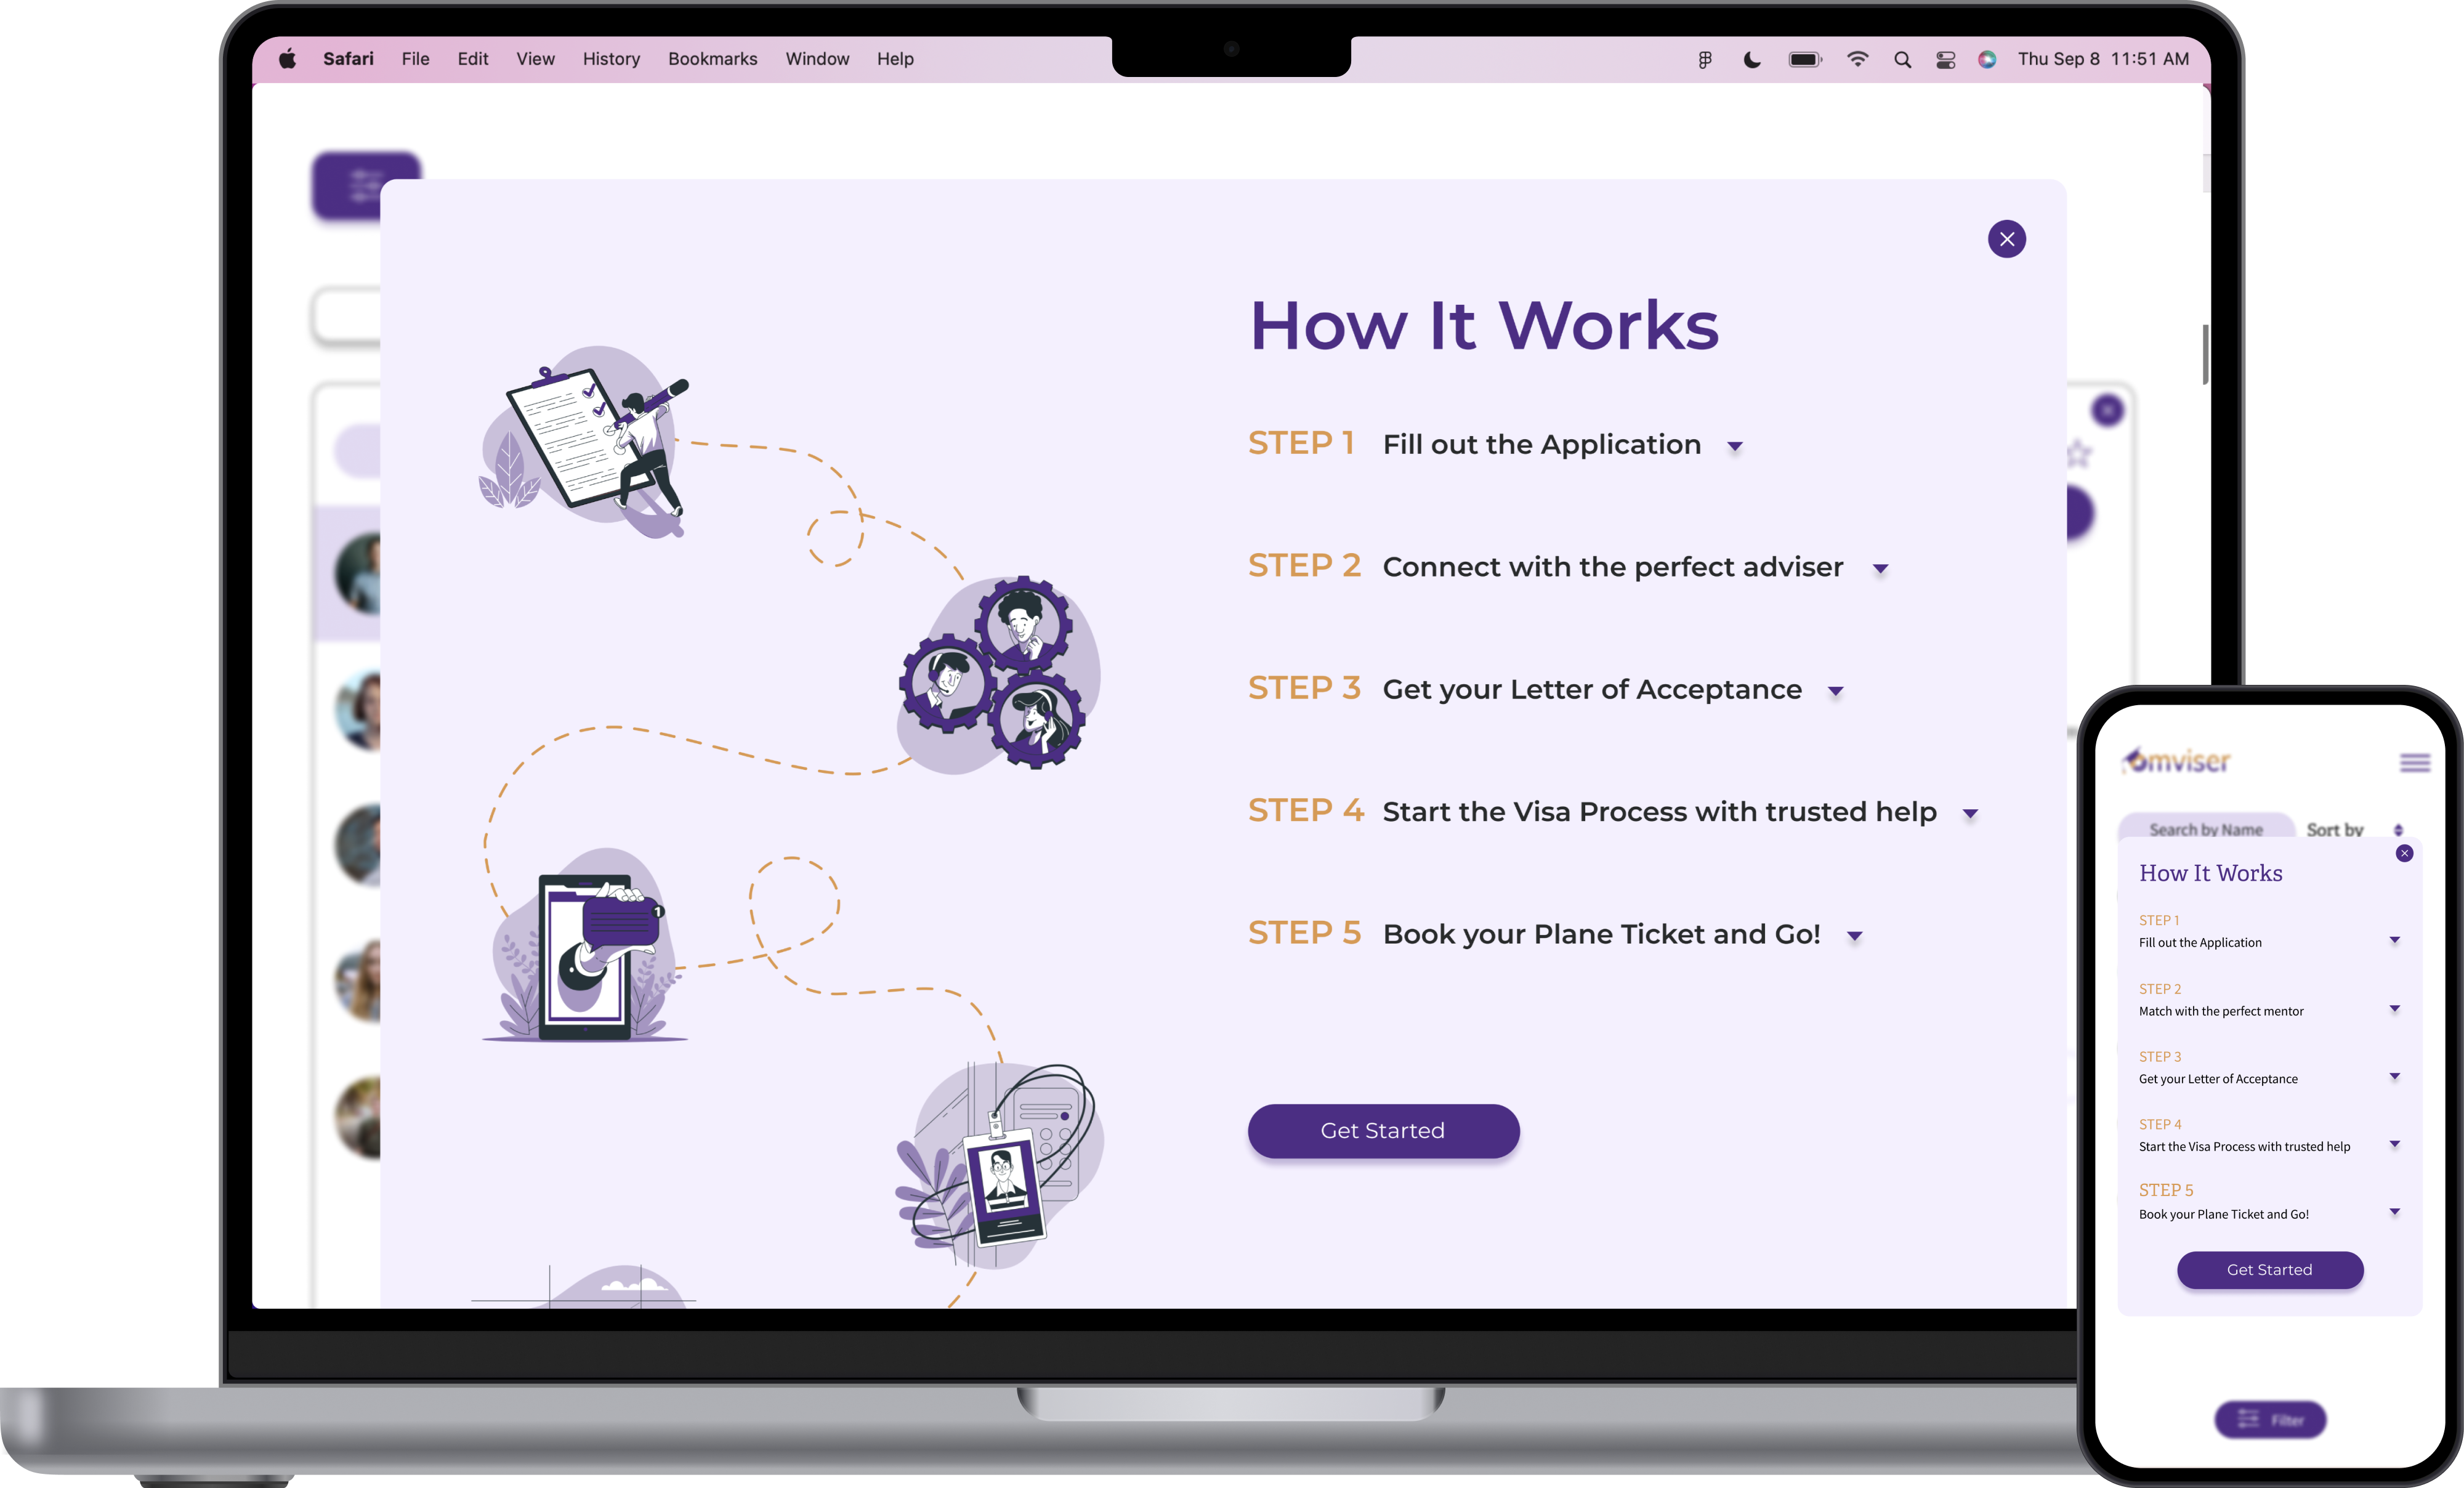 Safari File Edit View History Bookmarks Window Help
Thu Sep 8 11:51 AM
How It Works
STEP 1 Fill out the Application
STEP 2 Connect with the perfect adviser
STEP 3 Get your Letter of Acceptance
STEP 4 Start the Visa Process with trusted help
STEP 5 Book your Plane Ticket and Go!
Get Started
1
omviser
Search by Name Sort by
How It Works
STEP 1
Fill out the Application
STEP 2
Match with the perfect mentor
STEP 3
Get your Letter of Acceptance
STEP 4
Start the Visa Process with trusted help
STEP 5
Book your Plane Ticket and Go!
Get Started
Filter